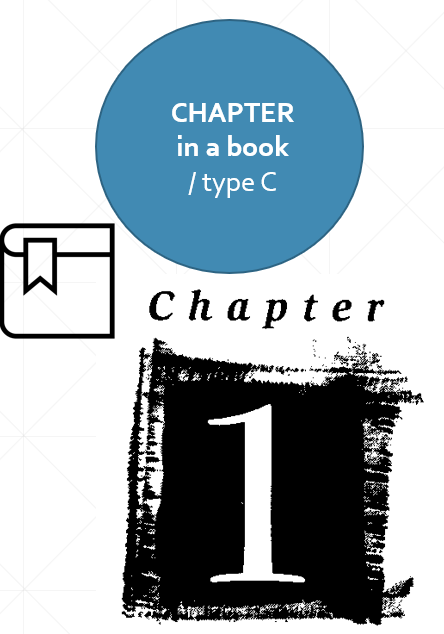 CHAPTER
in a book
/ type C
Chapter
1